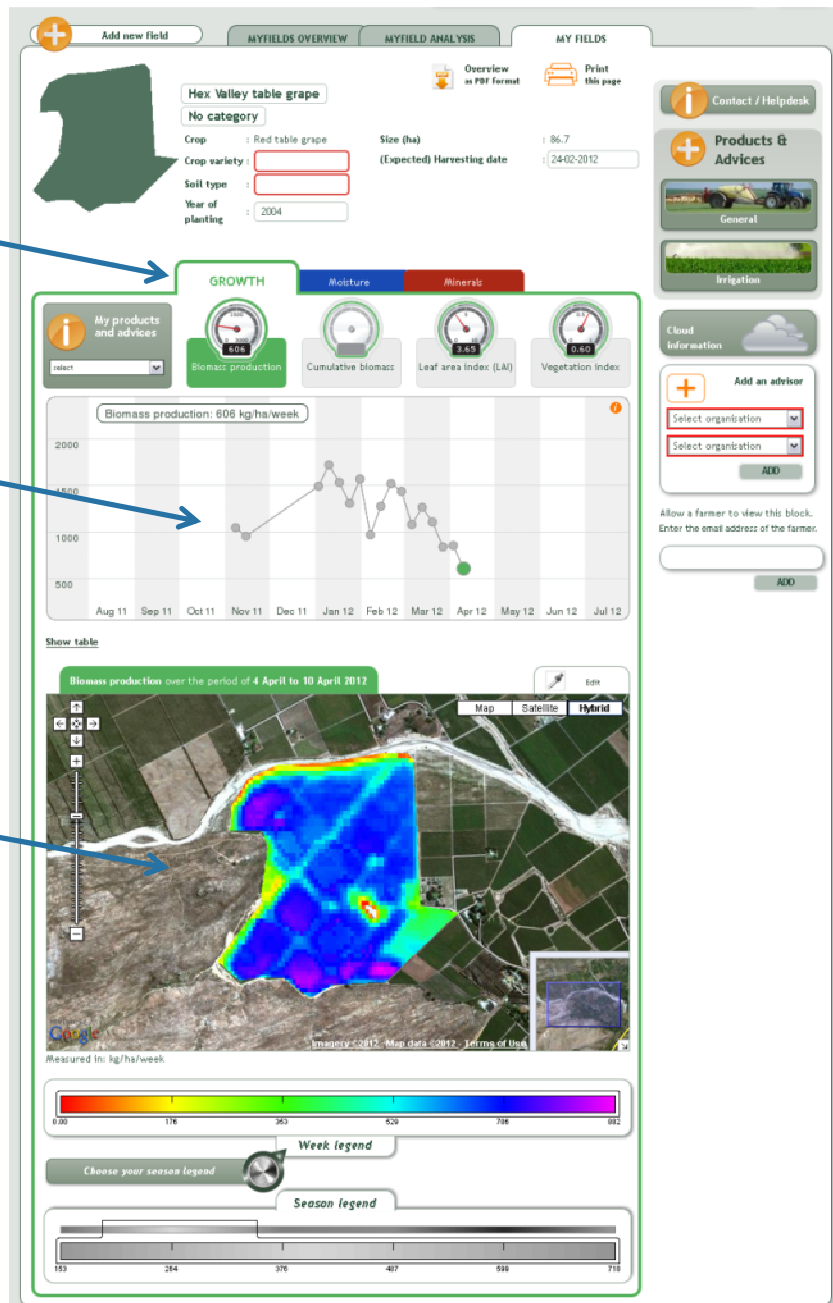 Add new field
MYFIELDS OVERVIEW
MYFIELD ANALYSIS
MY FIELDS
Overview
as PDF format
Print
this page
Hex Valley table grape
No category
Crop : Red table grape
Size (ha) : 86.7
Crop variety :
(Expected) Harvesting date : 24-02-2012
Soil type :
Year of
planting : 2004
Contact / Helpdesk
Products &
Advices
General
Irrigation
Cloud
information
Add an advisor
Select organisation
Select organisation
ADD
Allow a farmer to view this block.
Enter the email address of the farmer.
ADD
GROWTH
Moisture
Minerals
My products
and advices
select
606
Biomass production
Cumulative biomass
3.65
Leaf area index (LAI)
0.60
Vegetation index
Biomass production: 606 kg/ha/week
2000
1500
1000
500
Aug 11 Sep 11 Oct 11 Nov 11 Dec 11 Jan 12 Feb 12 Mar 12 Apr 12 May 12 Jun 12 Jul 12
Show table
Biomass production over the period of 4 April to 10 April 2012
Edit
Map
Satellite
Hybrid
Google
Imagery ©2012 - Map data ©2012 - Terms of Use
Measured in: kg/ha/week
0.00 176 353 529 706 882
Week legend
Choose your season legend
Season legend
153 264 376 487 599 710